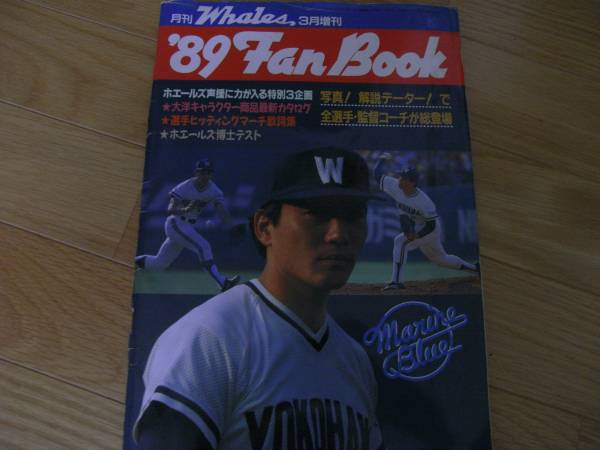 月刊 Whales, 3月増刊
'89 Fan Book
ホエールズ声援に力が入る特別3企画
★大洋キャラクター商品最新カタログ
★選手ヒッティングマーチ歌詞集
★ホエールズ博士テスト
写真! 解説データー! で
全選手・監督コーチが総登場
W
YOKOHAMA
Marine
Blue
YOKOHA